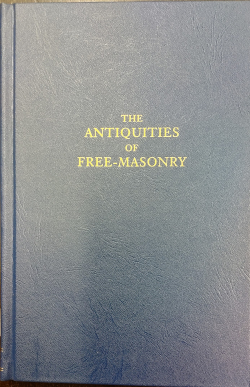 THE
ANTIQUITIES
OF
FREE-MASONRY